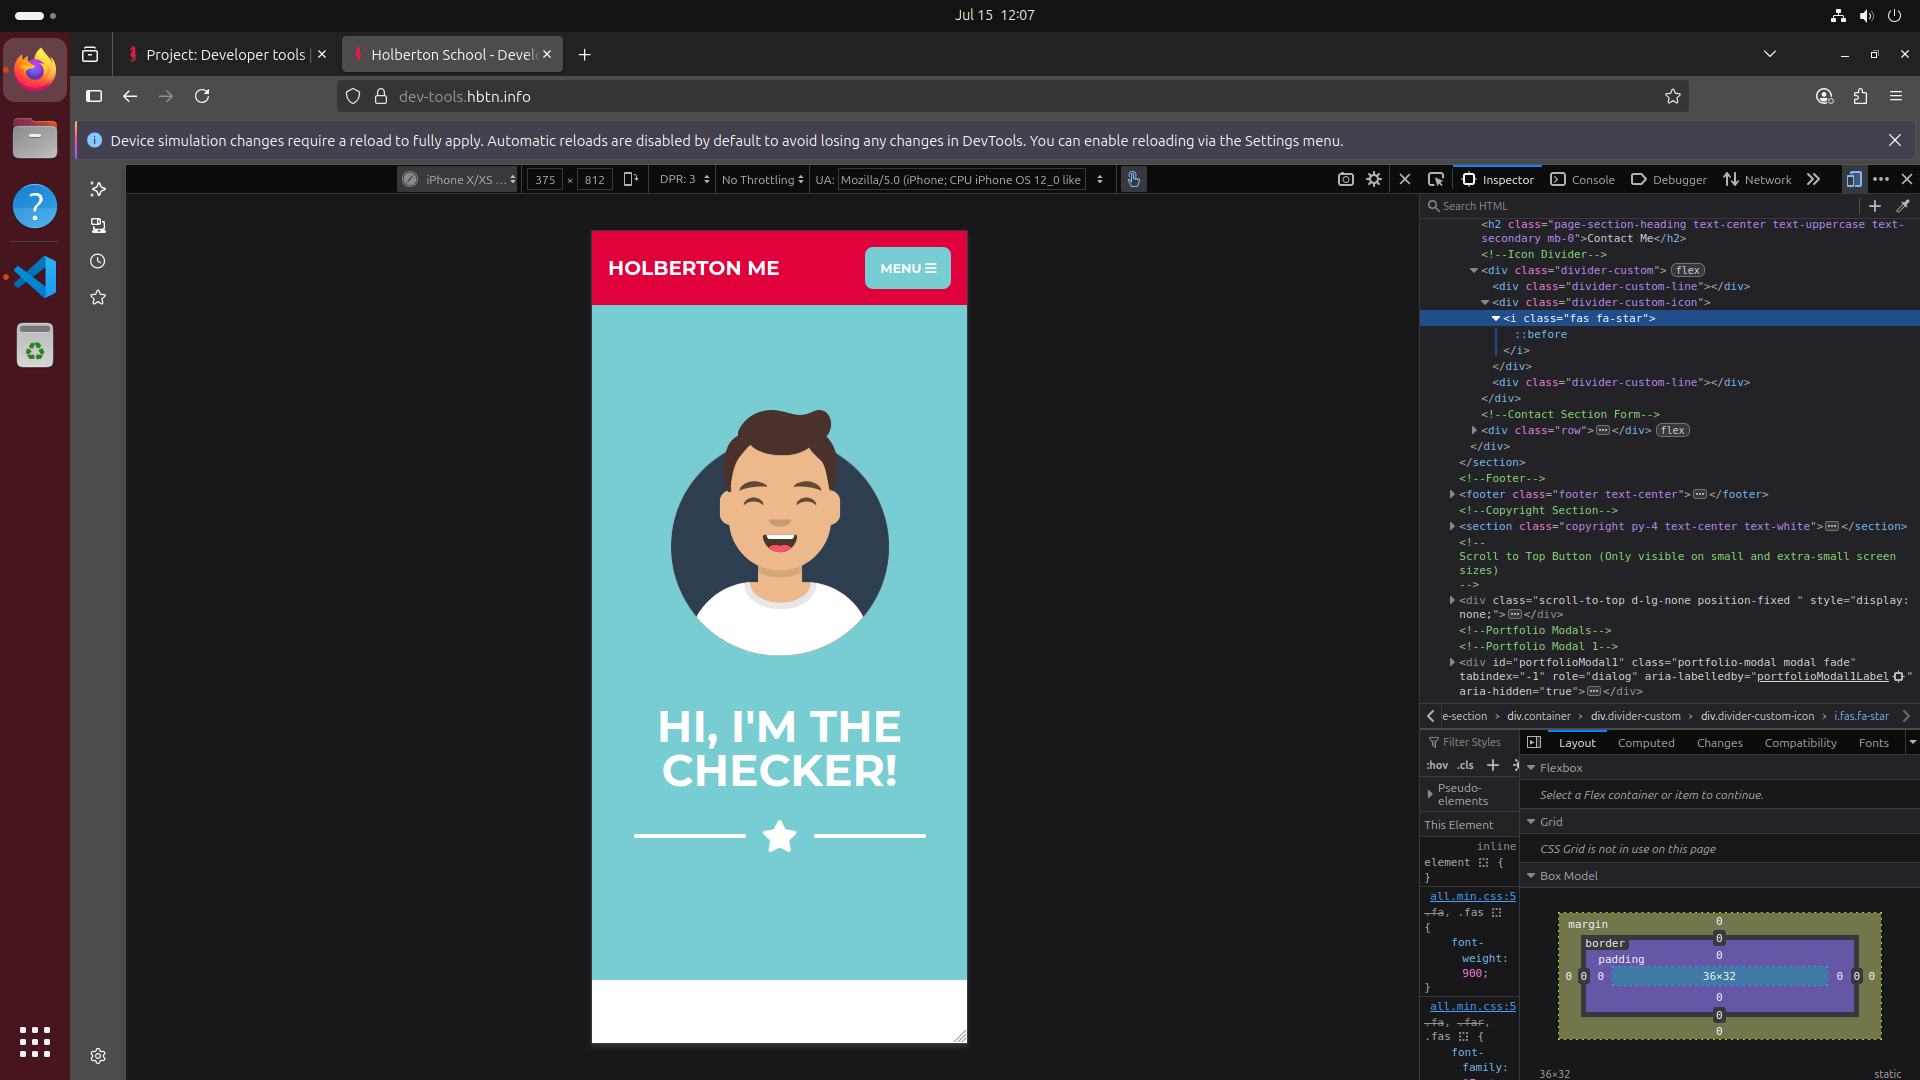 Jul 15 12:07
Project: Developer tools |
Holberton School - Devel
dev-tools.hbtn.info
Device simulation changes require a reload to fully apply. Automatic reloads are disabled by default to avoid losing any changes in DevTools. You can enable reloading via the Settings menu.
iPhone X/XS ...
375 × 812
DPR: 3
No Throttling
UA: Mozilla/5.0 (iPhone; CPU iPhone OS 12_0 like
Inspector
Console
Debugger
Network
Search HTML
HOLBERTON ME
MENU
HI, I'M THE
CHECKER!
<h2 class="page-section-heading text-center text-uppercase text-
secondary mb-0">Contact Me</h2>
<!--Icon Divider-->
<div class="divider-custom"> flex
<div class="divider-custom-line"></div>
<div class="divider-custom-icon">
<i class="fas fa-star">
::before
</i>
</div>
<div class="divider-custom-line"></div>
</div>
<!--Contact Section Form-->
<div class="row"> </div> flex
</div>
</section>
<!--Footer-->
<footer class="footer text-center"> </footer>
<!--Copyright Section-->
<section class="copyright py-4 text-center text-white"> </section>
<!--
Scroll to Top Button (Only visible on small and extra-small screen
sizes)
-->
<div class="scroll-to-top d-lg-none position-fixed " style="display:
none;"> </div>
<!--Portfolio Modals-->
<!--Portfolio Modal 1-->
<div id="portfolioModal1" class="portfolio-modal modal fade"
tabindex="-1" role="dialog" aria-labelledby="portfolioModal1Label "
aria-hidden="true"> </div>
e-section › div.container › div.divider-custom › div.divider-custom-icon › i.fas.fa-star
Filter Styles
:hov .cls
Pseudo-
elements
This Element
inline
element {
}
all.min.css:5
.fa, .fas
{
font-
weight:
900;
}
all.min.css:5
.fa, .far,
.fas {
font-
family:
Layout
Computed
Changes
Compatibility
Fonts
Flexbox
Select a Flex container or item to continue.
Grid
CSS Grid is not in use on this page
Box Model
margin
0
border
0
padding
0
0 0 0 36×32 0 0 0
0
0
0
36×32
static